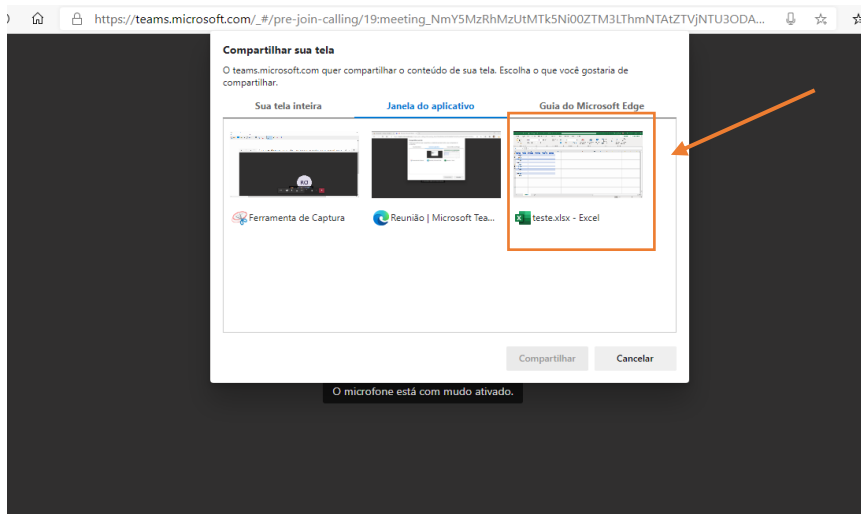 https://teams.microsoft.com/_#/pre-join-calling/19:meeting_NmY5MzRhMzUtMTk5Ni00ZTM3LThmNTAtZTVjNTU3ODA...
Compartilhar sua tela
O teams.microsoft.com quer compartilhar o conteúdo de sua tela. Escolha o que você gostaria de
compartilhar.
Sua tela inteira Janela do aplicativo Guia do Microsoft Edge
Ferramenta de Captura Reunião | Microsoft Tea... teste.xlsx - Excel
Compartilhar Cancelar
O microfone está com mudo ativado.